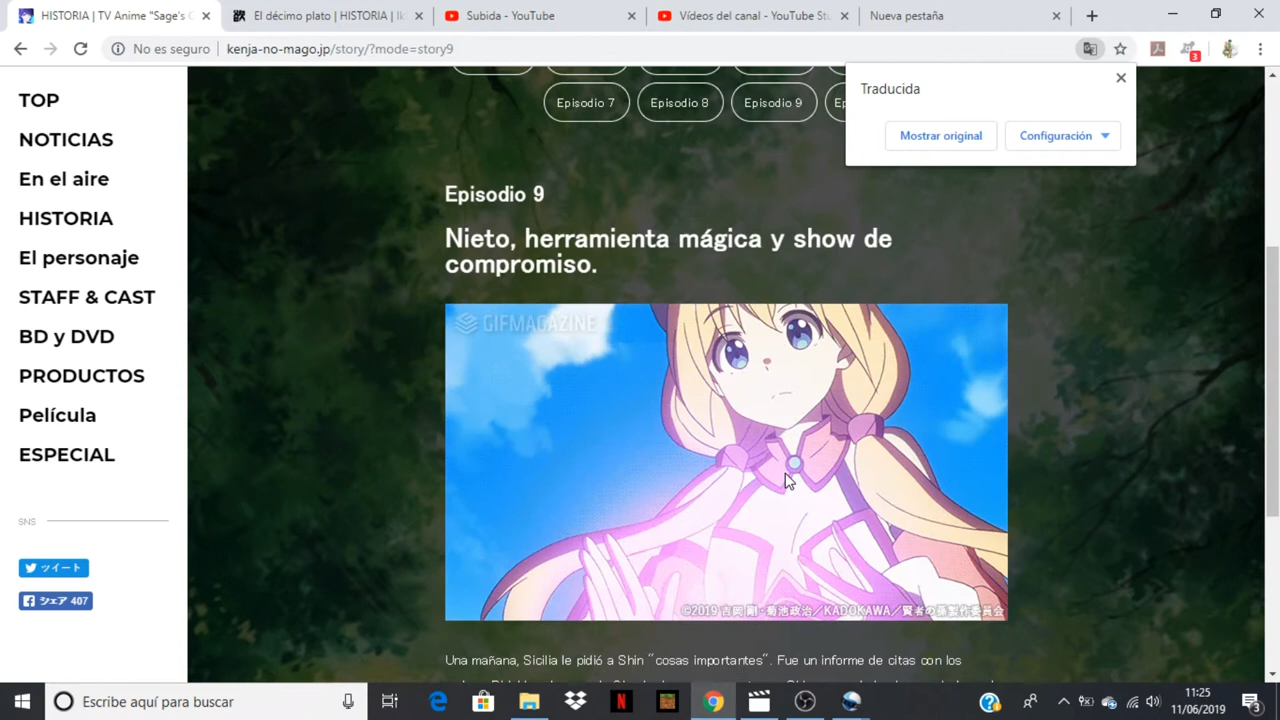 HISTORIA | TV Anime "Sage's G
El décimo plato | HISTORIA | Ik
Subida - YouTube
Vídeos del canal - YouTube Stu
Nueva pestaña
No es seguro
kenja-no-mago.jp/story/?mode=story9
3
TOP
NOTICIAS
En el aire
HISTORIA
El personaje
STAFF & CAST
BD y DVD
PRODUCTOS
Película
ESPECIAL
SNS
ツイート
シェア 407
Traducida
Mostrar original
Configuración
Episodio 7
Episodio 8
Episodio 9
Ep
Episodio 9
Nieto, herramienta mágica y show de
compromiso.
GIFMAGAZINE
©2019 吉岡 剛・菊池政治／KADOKAWA／賢者の孫製作委員会
Una mañana, Sicilia le pidió a Shin "cosas importantes". Fue un informe de citas con los
Escribe aquí para buscar
11:25
11/06/2019
3